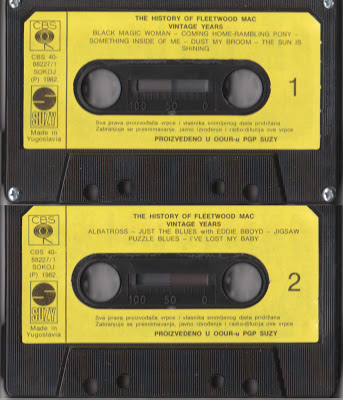 THE HISTORY OF FLEETWOOD MAC
VINTAGE YEARS
BLACK MAGIC WOMAN – COMING HOME-RAMBLING PONY –
SOMETHING INSIDE OF ME – DUST MY BROOM – THE SUN IS
SHINING
CBS
CBS 40-
88227/1
SOKOJ
(P) 1982.
SUZY
Made in
Yugoslavia
1
100 50 0
Sva prava proizvođača vrpce i vlasnika snimljenog djela pridržana
Zabranjuje se presnimavanje, javno izvođenje i radio-difuzija ove vrpce
PROIZVEDENO U OOUR-u PGP SUZY
THE HISTORY OF FLEETWOOD MAC
VINTAGE YEARS
ALBATROSS – JUST THE BLUES with EDDIE BBOYD – JIGSAW
PUZZLE BLUES – I'VE LOST MY BABY
CBS
CBS 40-
88227/1
SOKOJ
(P) 1982.
SUZY
Made in
Yugoslavia
2
100 50 0
Sva prava proizvođača vrpce i vlasnika snimljenog djela pridržana
Zabranjuje se presnimavanje, javno izvođenje i radio-difuzija ove vrpce
PROIZVEDENO U OOUR-u PGP SUZY